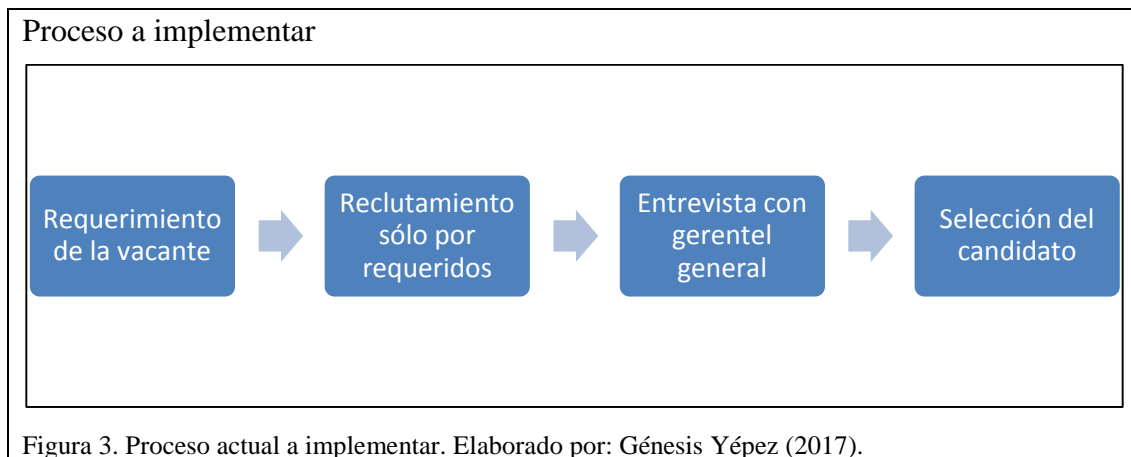 Proceso a implementar
Requerimiento
de la vacante
Reclutamiento
sólo por
requeridos
Entrevista con
gerentel
general
Selección del
candidato
Figura 3. Proceso actual a implementar. Elaborado por: Génesis Yépez (2017).